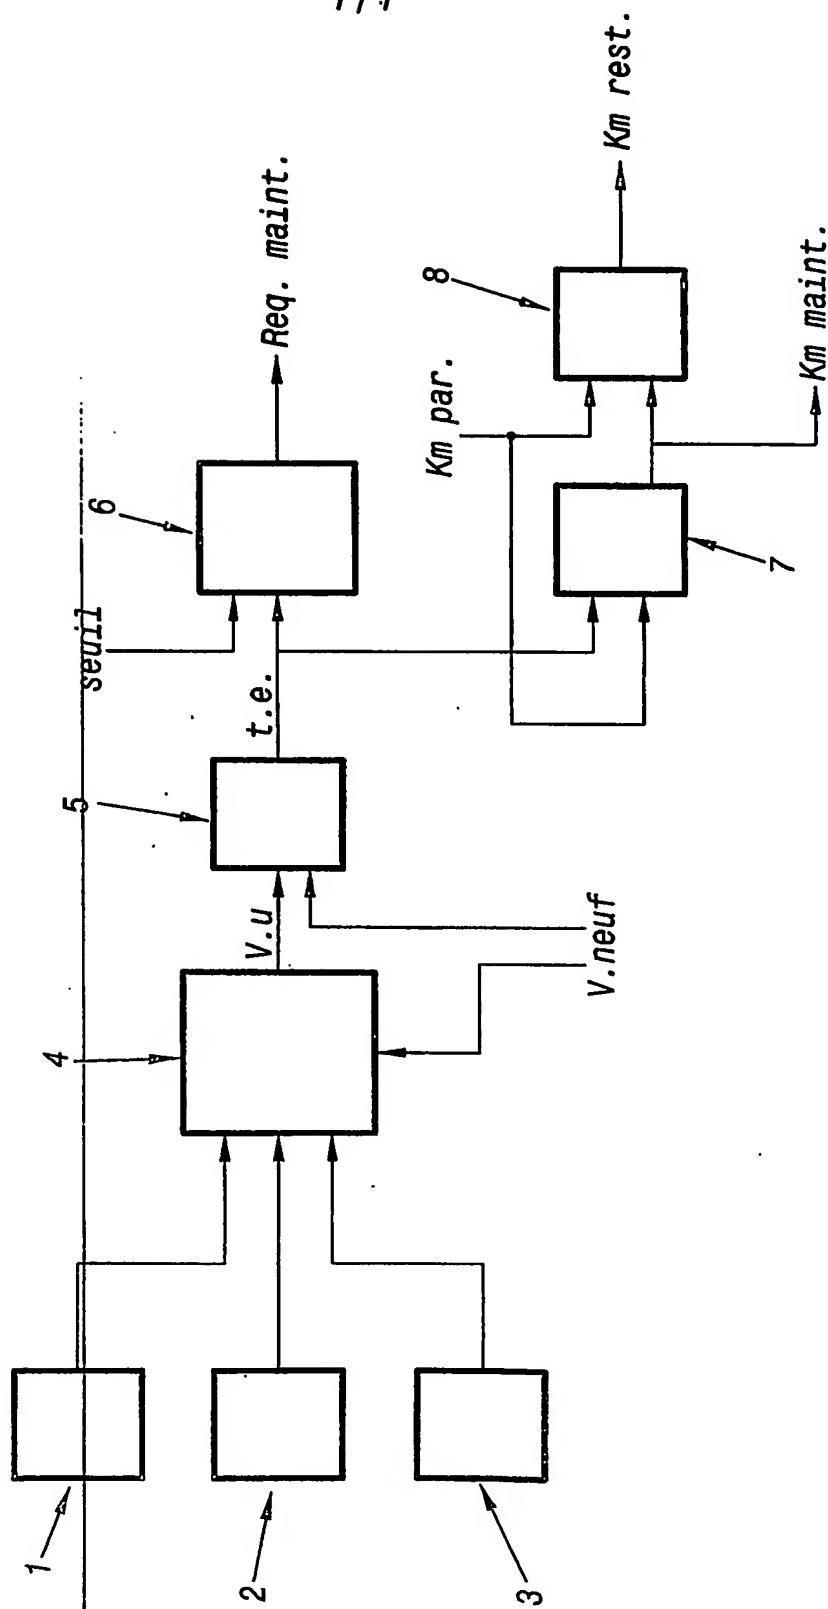 1/1
1
2
3
4
5
6
7
8
V.u
V.neuf
t.e.
seuil
Req. maint.
Km par.
Km rest.
Km maint.